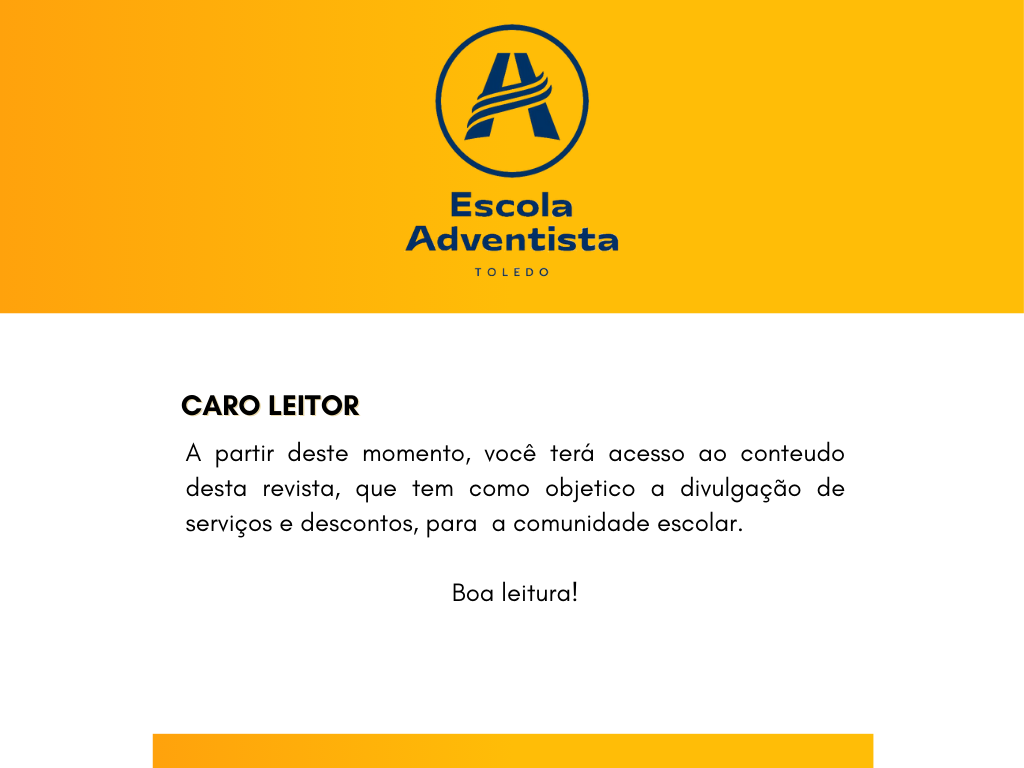 Escola
Adventista
TOLEDO
CARO LEITOR
A partir deste momento, você terá acesso ao conteudo
desta revista, que tem como objetico a divulgação de
serviços e descontos, para  a comunidade escolar.
Boa leitura!